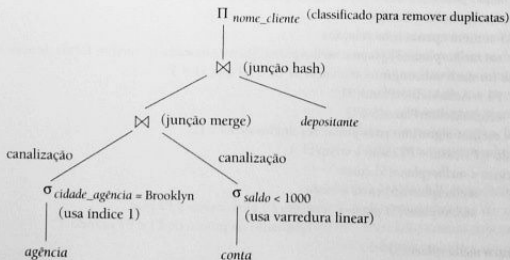 Π nome_cliente (classificado para remover duplicatas)
⋈ (junção hash)
⋈ (junção merge) depositante
canalização canalização
σ cidade_agência = Brooklyn σ saldo < 1000
(usa índice 1) (usa varredura linear)
agência conta